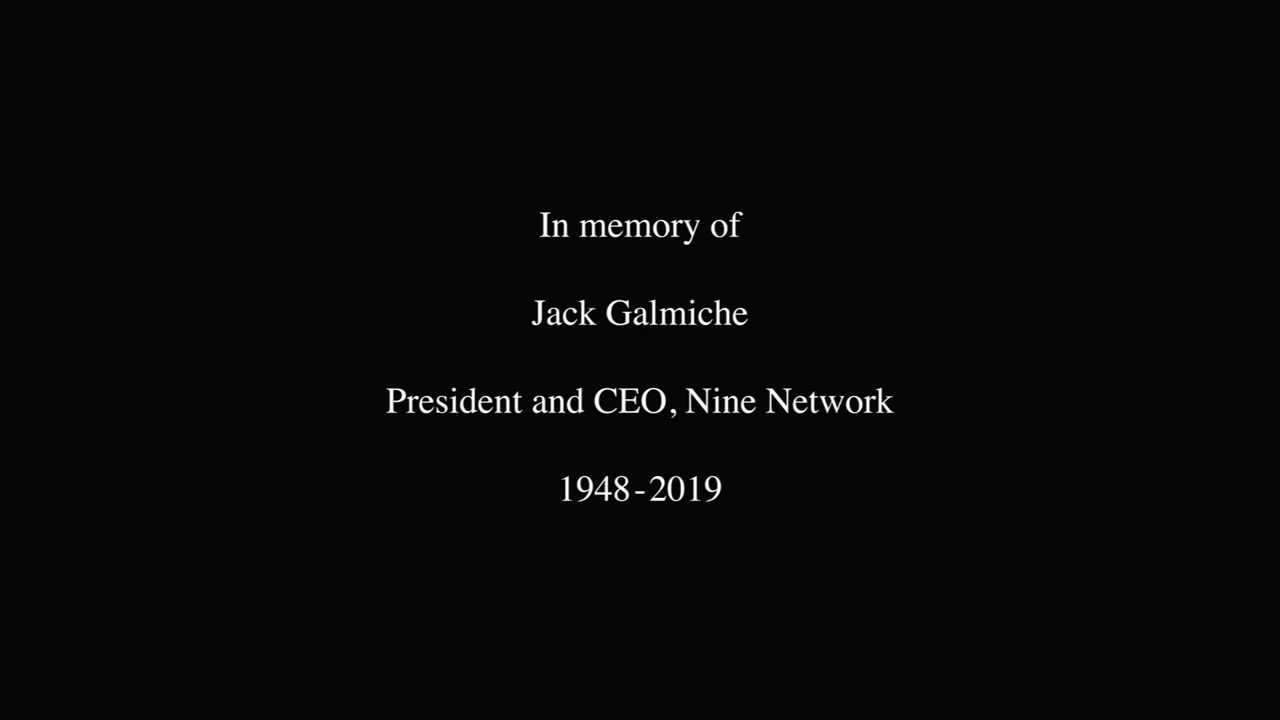 In memory of
Jack Galmiche
President and CEO, Nine Network
1948-2019